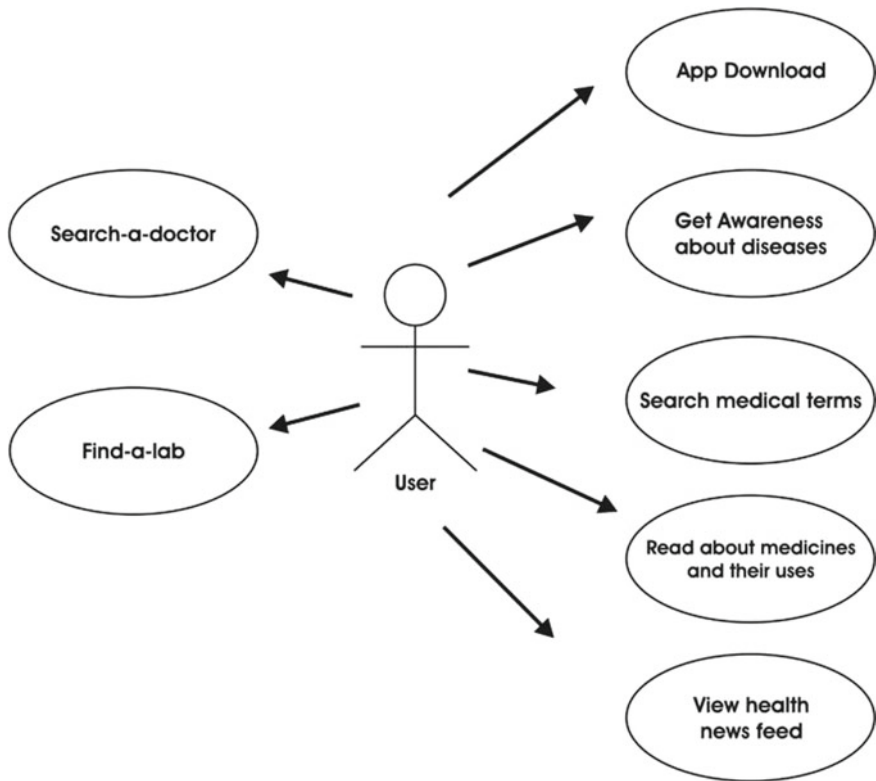 App Download
Search-a-doctor
Get Awareness
about diseases
Search medical terms
Find-a-lab
User
Read about medicines
and their uses
View health
news feed